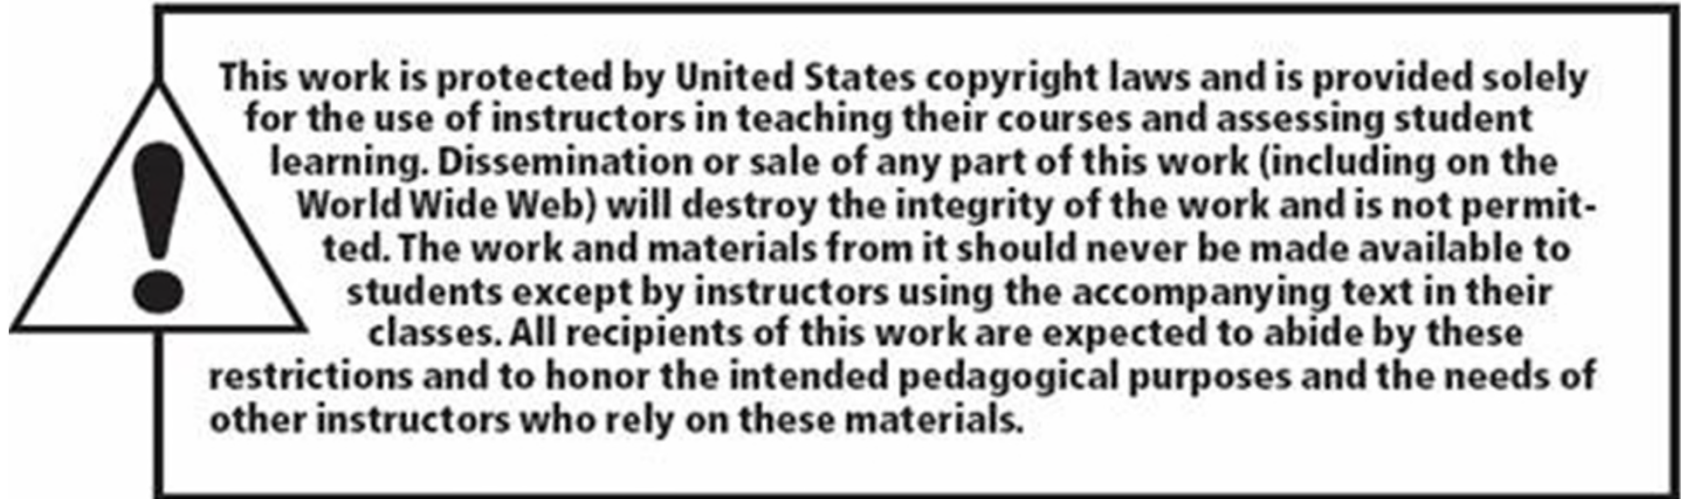 This work is protected by United States copyright laws and is provided solely
for the use of instructors in teaching their courses and assessing student
learning. Dissemination or sale of any part of this work (including on the
World Wide Web) will destroy the integrity of the work and is not permit-
ted. The work and materials from it should never be made available to
students except by instructors using the accompanying text in their
classes. All recipients of this work are expected to abide by these
restrictions and to honor the intended pedagogical purposes and the needs of
other instructors who rely on these materials.